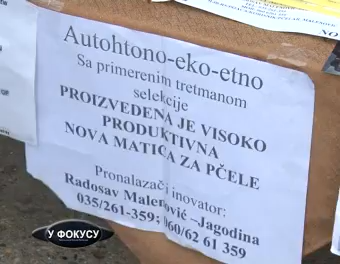 Autohtono-eko-etno
Sa primerenim tretmanom
selekcije
PROIZVEDENA JE VISOKO
PRODUKTIVNA
NOVA MATICA ZA PČELE
Pronalazač i inovator:
Radosav Malenović -Jagodina
035/261-359; 060/62 61 359
У ФОКУСУ